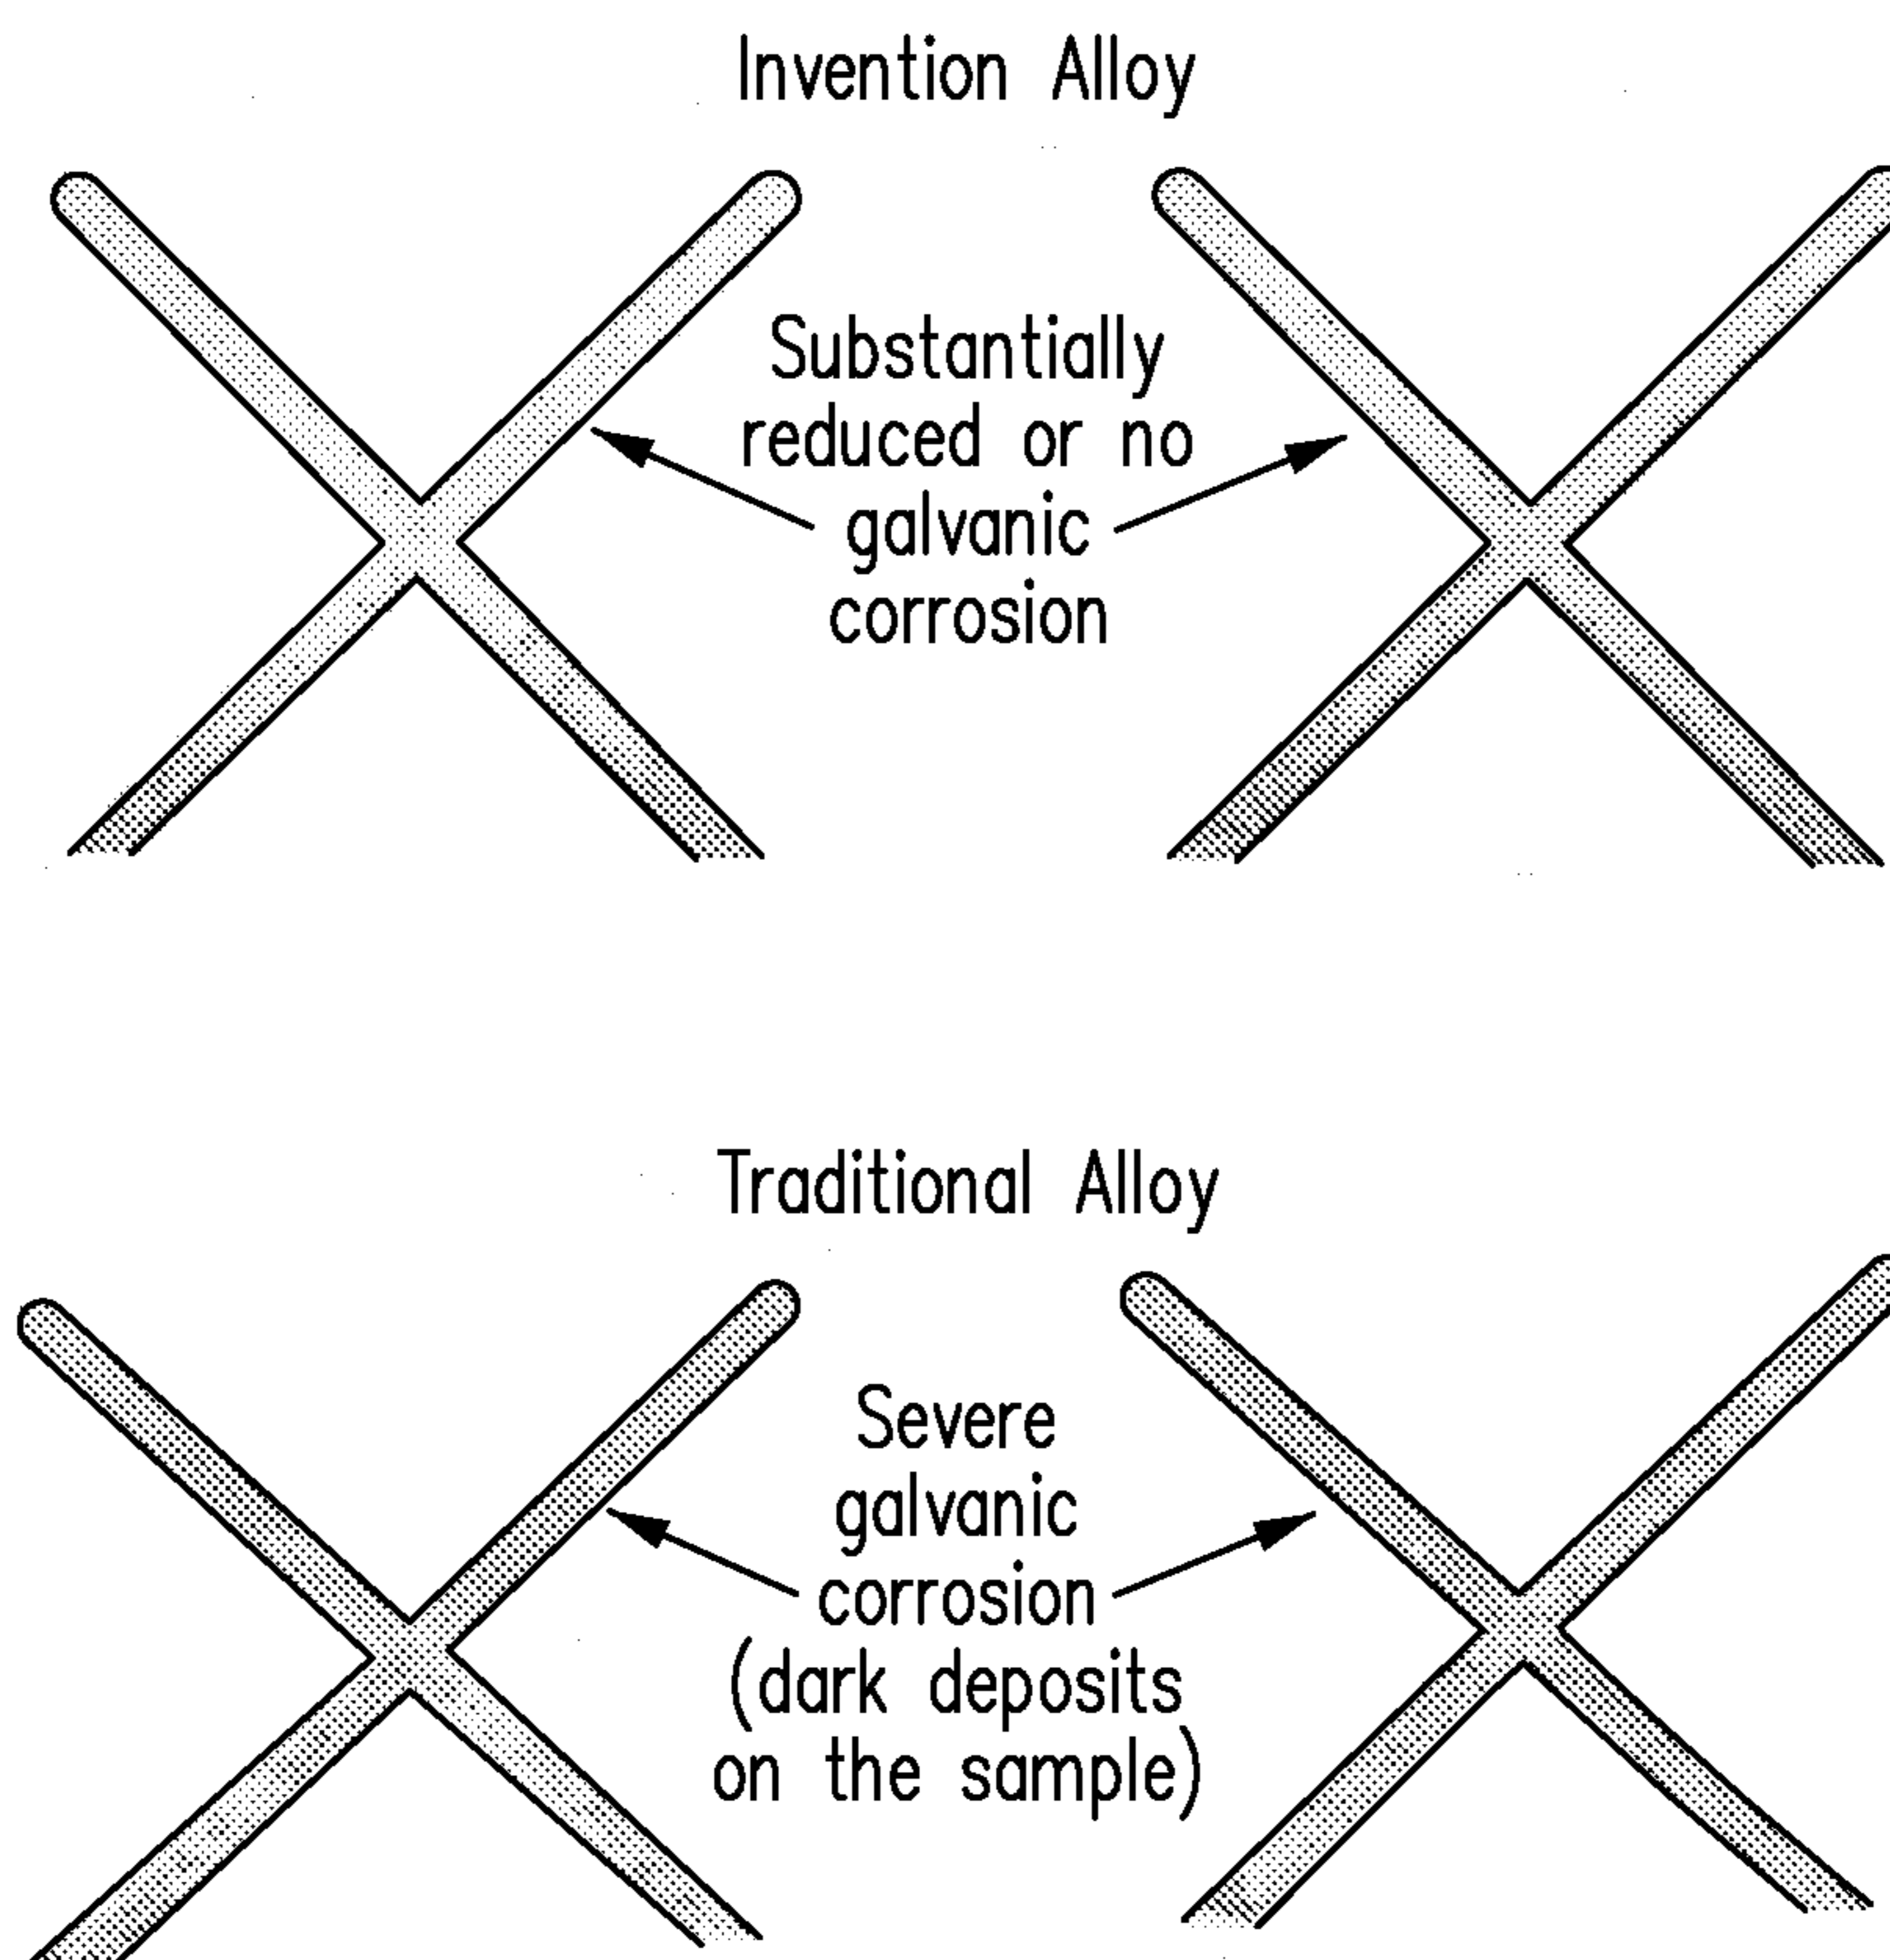 Invention Alloy
Substantially
reduced or no
galvanic
corrosion
Traditional Alloy
Severe
galvanic
corrosion
(dark deposits
on the sample)